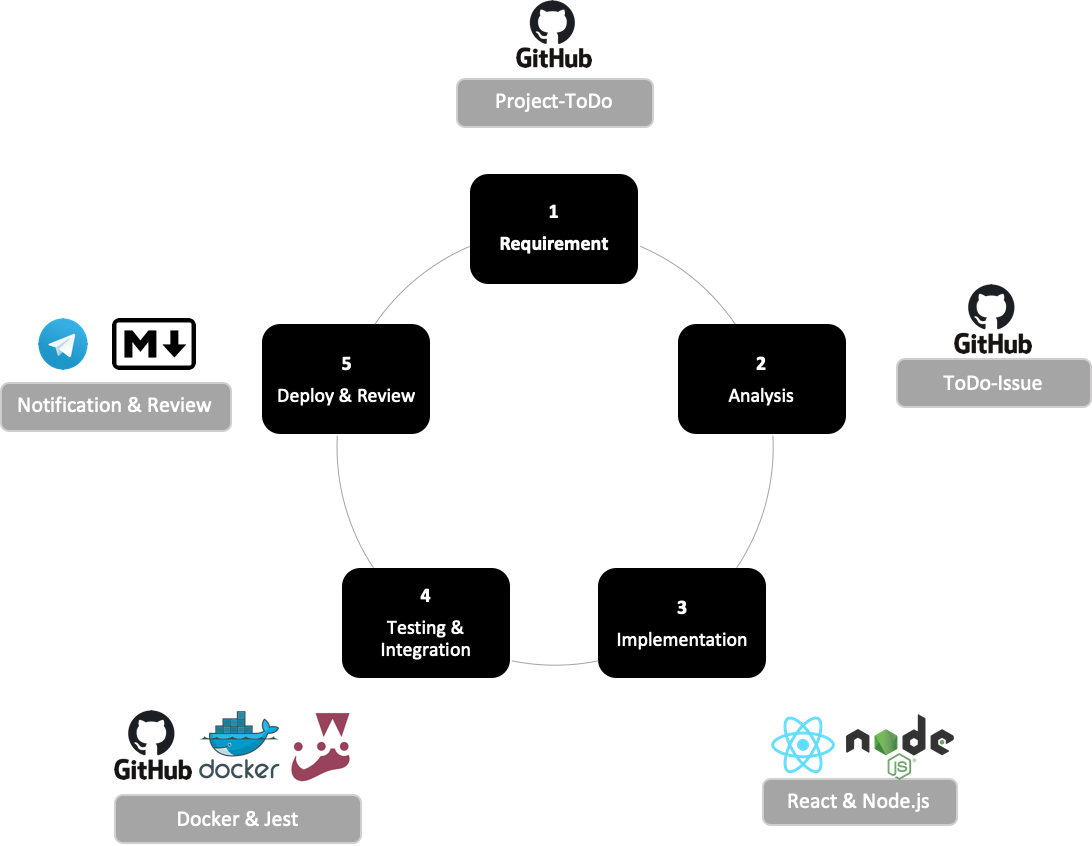 GitHub
Project-ToDo
1
Requirement
GitHub
ToDo-Issue
2
Analysis
React & Node.js
node
JS
3
Implementation
4
Testing &
Integration
GitHub
docker
Docker & Jest
5
Deploy & Review
M
Notification & Review